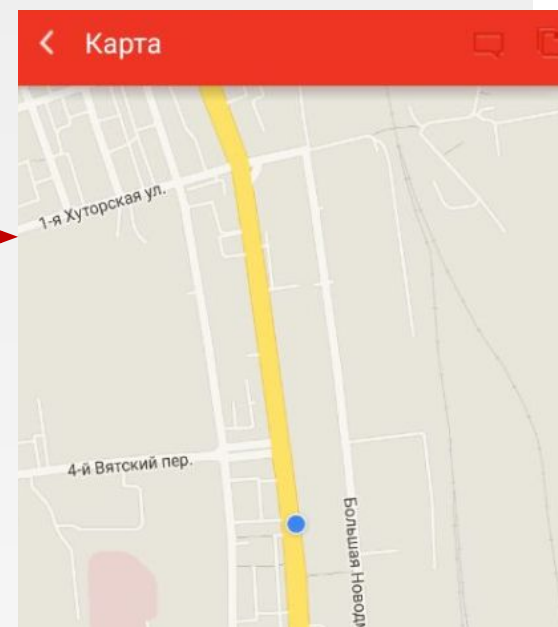 Карта
1-я Хуторская ул.
4-й Вятский пер.
Большая Новод